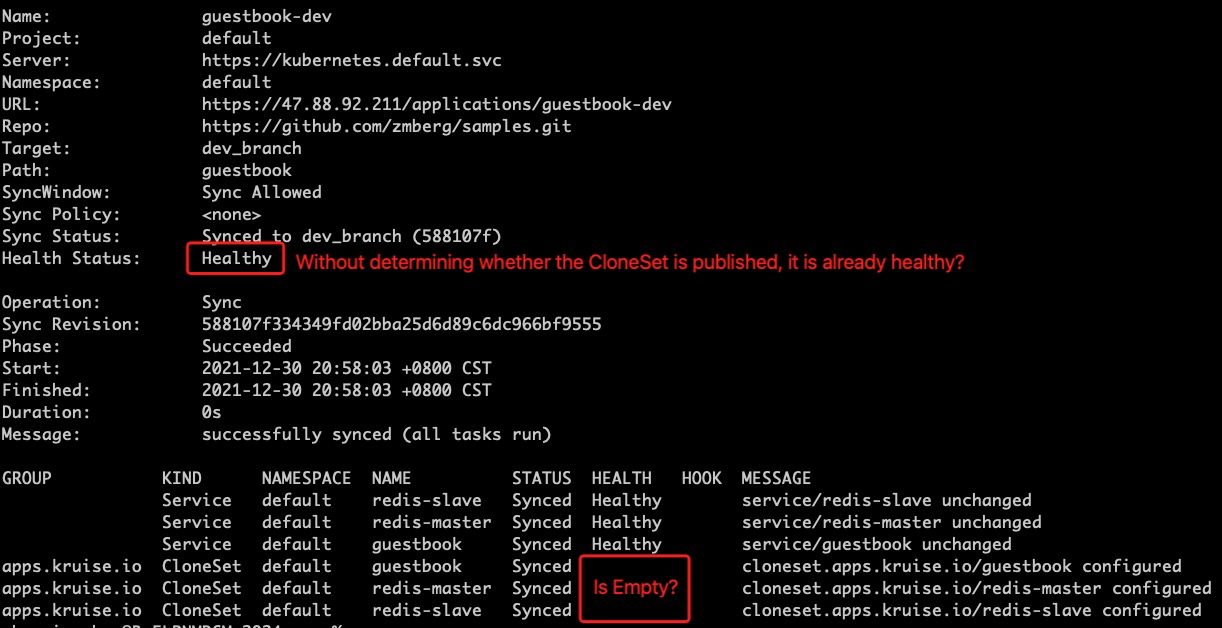 Name: guestbook-dev
Project: default
Server: https://kubernetes.default.svc
Namespace: default
URL: https://47.88.92.211/applications/guestbook-dev
Repo: https://github.com/zmberg/samples.git
Target: dev_branch
Path: guestbook
SyncWindow: Sync Allowed
Sync Policy: <none>
Sync Status: Synced to dev_branch (588107f)
Health Status: Healthy Without determining whether the CloneSet is published, it is already healthy?
Operation: Sync
Sync Revision: 588107f334349fd02bba25d6d89c6dc966bf9555
Phase: Succeeded
Start: 2021-12-30 20:58:03 +0800 CST
Finished: 2021-12-30 20:58:03 +0800 CST
Duration: 0s
Message: successfully synced (all tasks run)
GROUP KIND NAMESPACE NAME STATUS HEALTH HOOK MESSAGE
Service default redis-slave Synced Healthy service/redis-slave unchanged
Service default redis-master Synced Healthy service/redis-master unchanged
Service default guestbook Synced Healthy service/guestbook unchanged
apps.kruise.io CloneSet default guestbook Synced cloneset.apps.kruise.io/guestbook configured
apps.kruise.io CloneSet default redis-master Synced Is Empty? cloneset.apps.kruise.io/redis-master configured
apps.kruise.io CloneSet default redis-slave Synced cloneset.apps.kruise.io/redis-slave configured